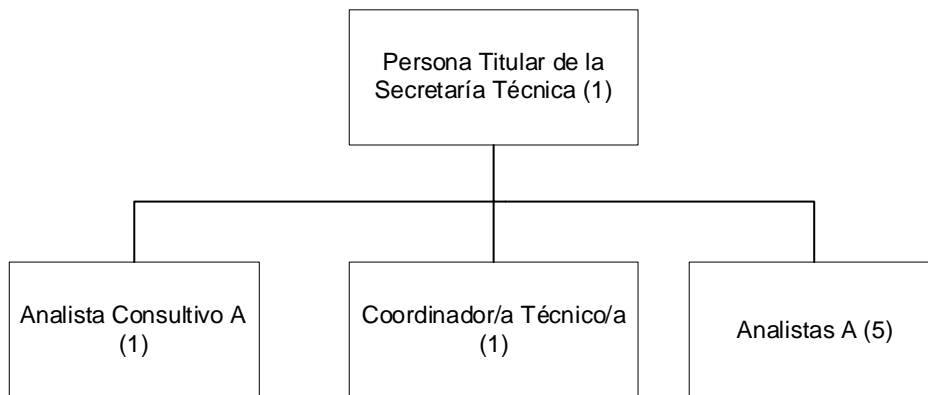 Persona Titular de la
Secretaría Técnica (1)
Analista Consultivo A
(1)
Coordinador/a Técnico/a
(1)
Analistas A (5)